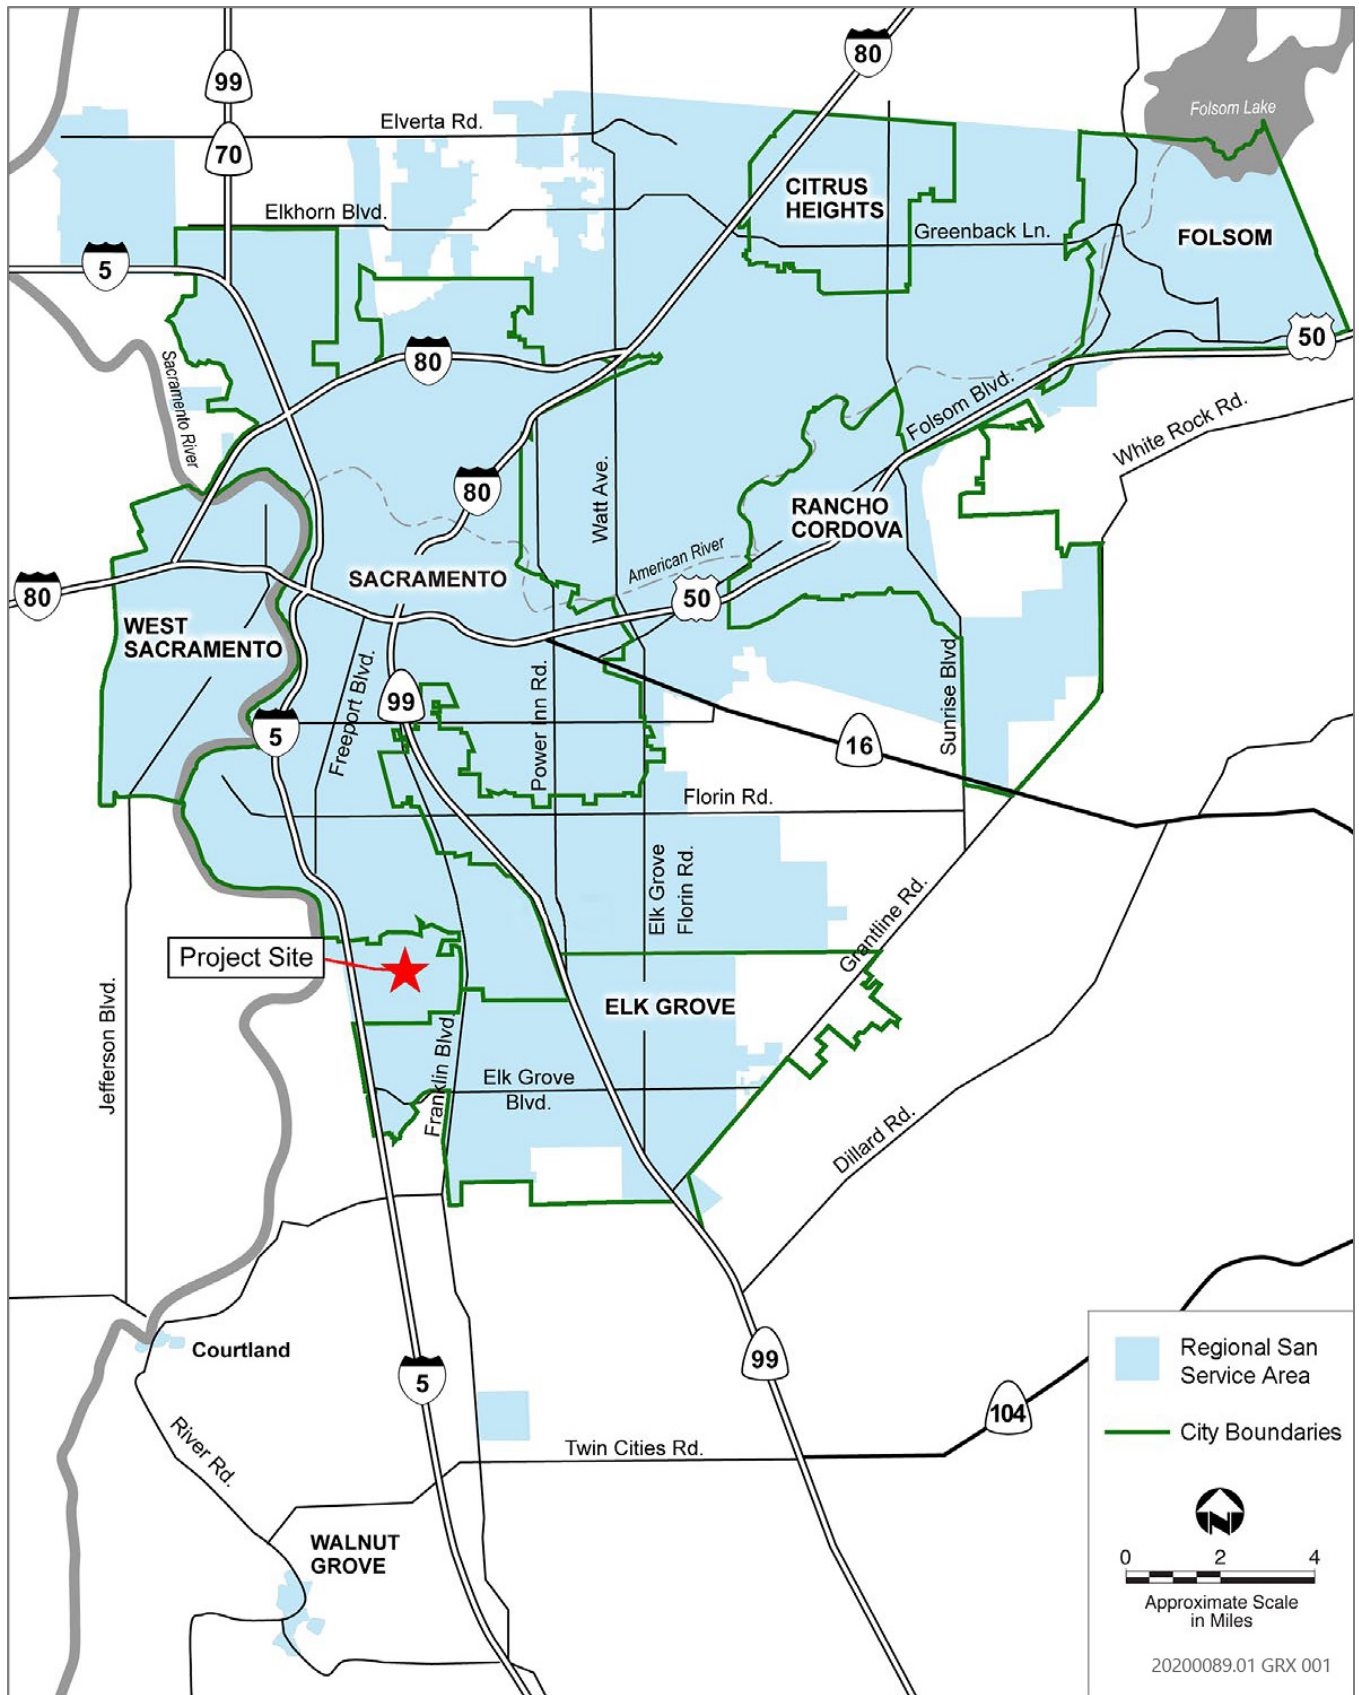 80
99
Folsom Lake
Elverta Rd.
70
CITRUS
HEIGHTS
Elkhorn Blvd.
Greenback Ln.
FOLSOM
5
50
80
Sacramento River
Folsom Blvd.
White Rock Rd.
80
Watt Ave.
RANCHO
CORDOVA
American River
SACRAMENTO
80
50
WEST
SACRAMENTO
Freeport Blvd.
Power Inn Rd.
Sunrise Blvd.
99
5
16
Florin Rd.
Elk Grove
Florin Rd.
Grantline Rd.
Project Site
ELK GROVE
Jefferson Blvd.
Franklin Blvd.
Elk Grove
Blvd.
Dillard Rd.
Courtland
99
5
104
River Rd.
Twin Cities Rd.
WALNUT
GROVE
Regional San
Service Area
City Boundaries
N
0 2 4
Approximate Scale
in Miles
20200089.01 GRX 001